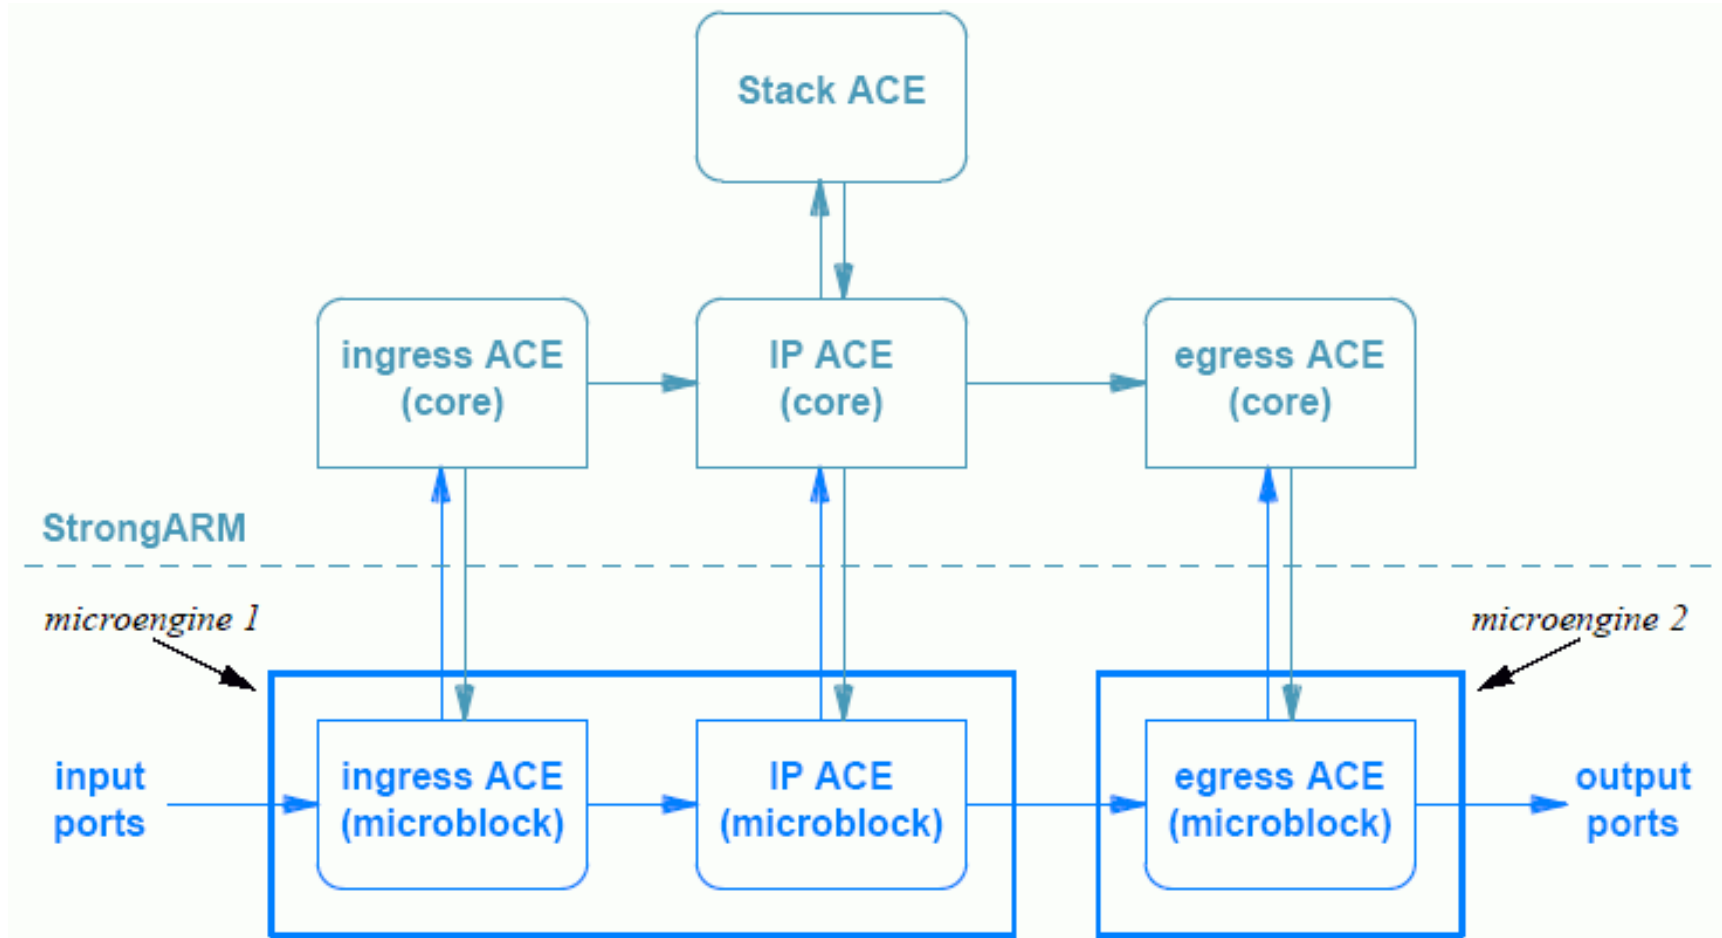 Stack ACE
ingress ACE
(core)
IP ACE
(core)
egress ACE
(core)
StrongARM
microengine 1
microengine 2
input
ports
ingress ACE
(microblock)
IP ACE
(microblock)
egress ACE
(microblock)
output
ports